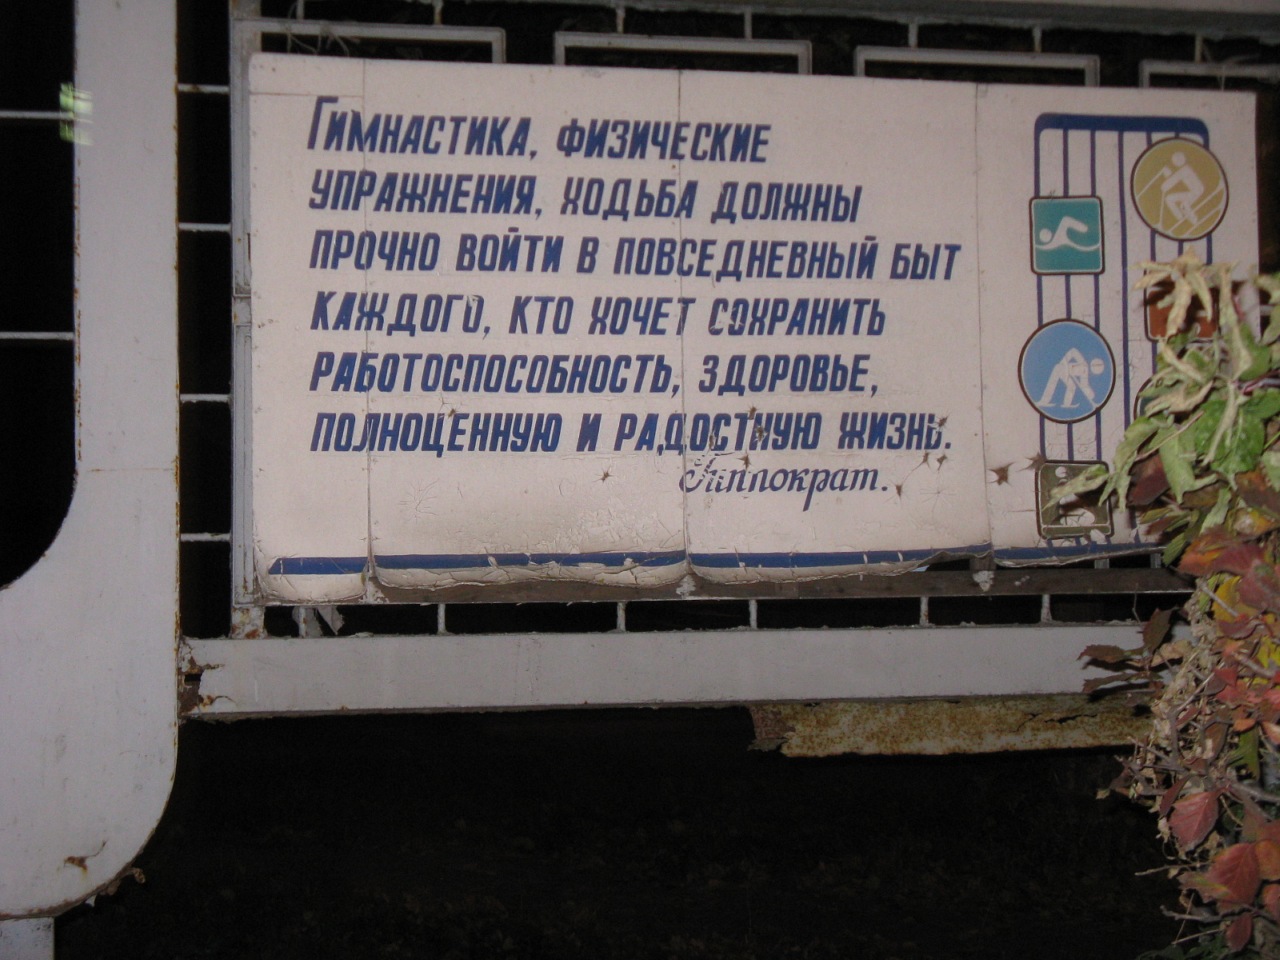 Гимнастика, физические
упражнения, ходьба должны
прочно войти в повседневный быт
каждого, кто хочет сохранить
работоспособность, здоровье,
полноценную и радостную жизнь.
Гиппократ.